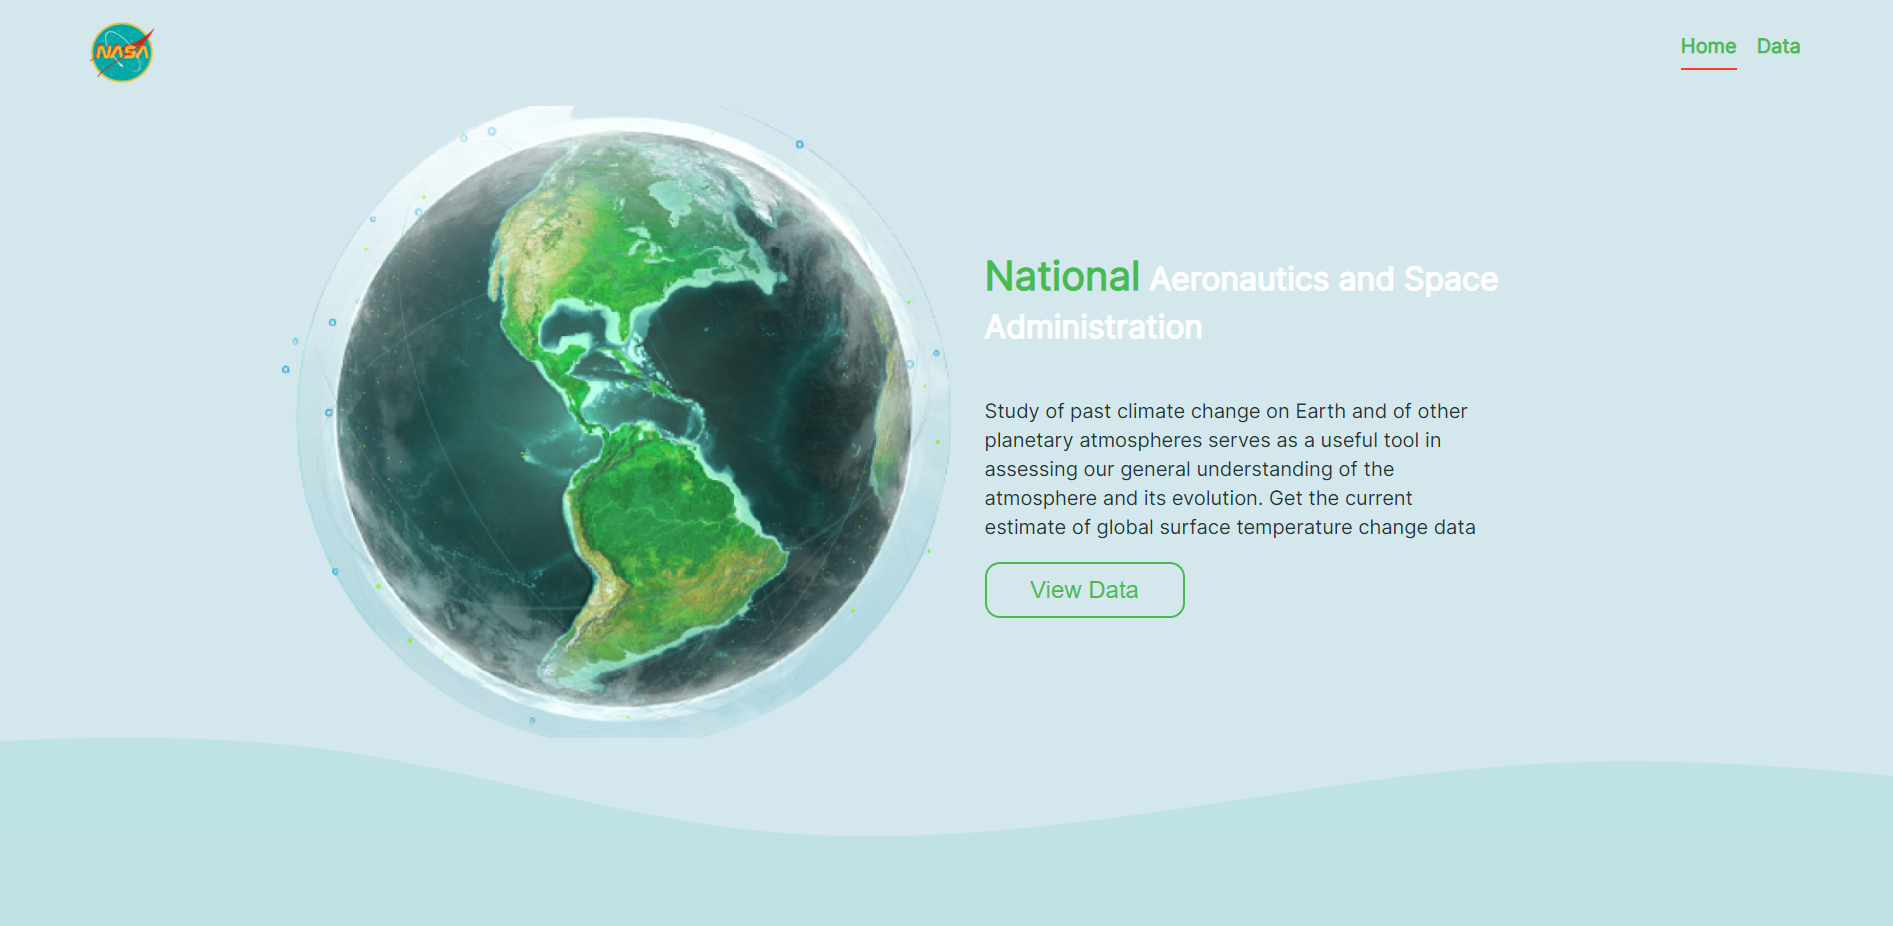 NASA
Home Data
National Aeronautics and Space
Administration
Study of past climate change on Earth and of other
planetary atmospheres serves as a useful tool in
assessing our general understanding of the
atmosphere and its evolution. Get the current
estimate of global surface temperature change data
View Data